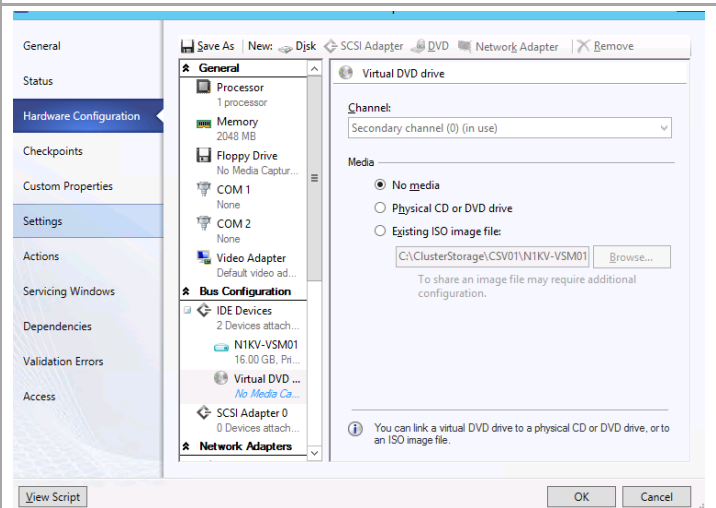 General
Status
Hardware Configuration
Checkpoints
Custom Properties
Settings
Actions
Servicing Windows
Dependencies
Validation Errors
Access
Save As New: Disk SCSI Adapter DVD Network Adapter Remove
General
Processor
1 processor
Memory
2048 MB
Floppy Drive
No Media Captur...
COM 1
None
COM 2
None
Video Adapter
Default video ad...
Bus Configuration
IDE Devices
2 Devices attach...
N1KV-VSM01
16.00 GB, Pri...
Virtual DVD ...
No Media Ca...
SCSI Adapter 0
0 Devices attach...
Network Adapters
Virtual DVD drive
Channel:
Secondary channel (0) (in use)
Media
No media
Physical CD or DVD drive
Existing ISO image file:
C:\ClusterStorage\CSV01\N1KV-VSM01 Browse...
To share an image file may require additional
configuration.
You can link a virtual DVD drive to a physical CD or DVD drive, or to
an ISO image file.
View Script OK Cancel